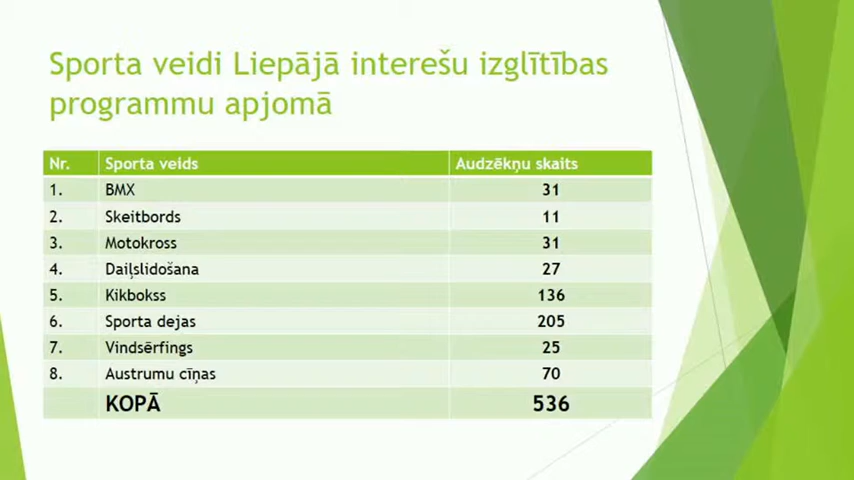 Sporta veidi Liepājā interešu izglītības
programmu apjomā
Nr. Sporta veids Audzēkņu skaits
1. BMX 31
2. Skeitbords 11
3. Motokross 31
4. Daiļslidošana 27
5. Kikbokss 136
6. Sporta dejas 205
7. Vindsērfings 25
8. Austrumu cīņas 70
KOPĀ 536